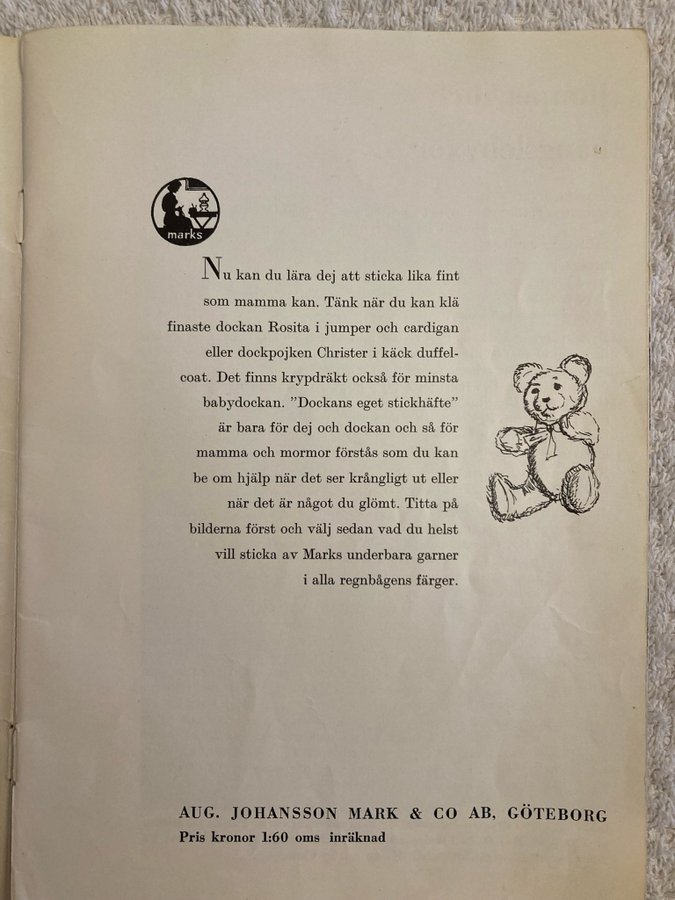 marks
Nu kan du lära dej att sticka lika fint
som mamma kan. Tänk när du kan klä
finaste dockan Rosita i jumper och cardigan
eller dockpojken Christer i käck duffel-
coat. Det finns krypdräkt också för minsta
babydockan. ”Dockans eget stickhäfte”
är bara för dej och dockan och så för
mamma och mormor förstås som du kan
be om hjälp när det ser krångligt ut eller
när det är något du glömt. Titta på
bilderna först och välj sedan vad du helst
vill sticka av Marks underbara garner
i alla regnbågens färger.
AUG. JOHANSSON MARK & CO AB, GÖTEBORG
Pris kronor 1:60 oms inräknad